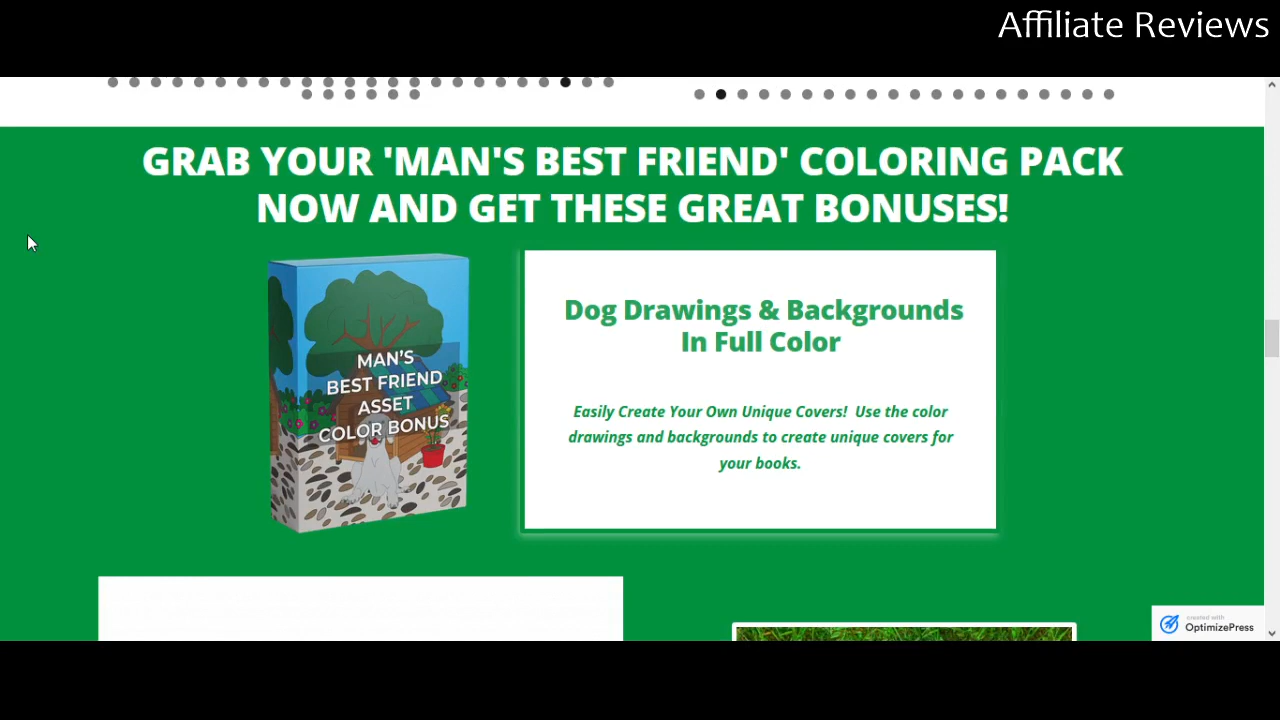 Affiliate Reviews
GRAB YOUR 'MAN'S BEST FRIEND' COLORING PACK
NOW AND GET THESE GREAT BONUSES!
MAN'S
BEST FRIEND
ASSET
COLOR BONUS
Dog Drawings & Backgrounds
In Full Color
Easily Create Your Own Unique Covers!  Use the color
drawings and backgrounds to create unique covers for
your books.
created with
OptimizePress